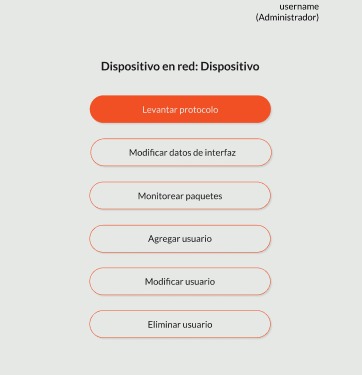 username
(Administrador)
Dispositivo en red: Dispositivo
Levantar protocolo
Modificar datos de interfaz
Monitorear paquetes
Agregar usuario
Modificar usuario
Eliminar usuario